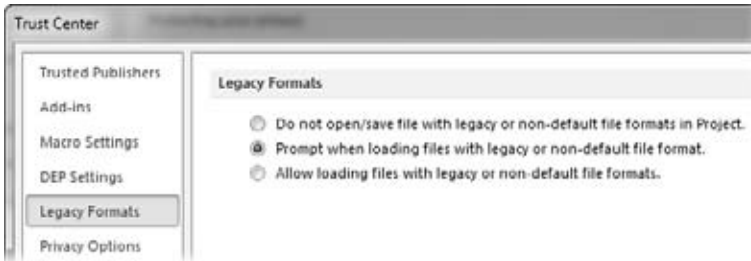 Trust Center
Trusted Publishers
Add-ins
Macro Settings
DEP Settings
Legacy Formats
Privacy Options
Legacy Formats
Do not open/save file with legacy or non-default file formats in Project.
Prompt when loading files with legacy or non-default file format.
Allow loading files with legacy or non-default file formats.